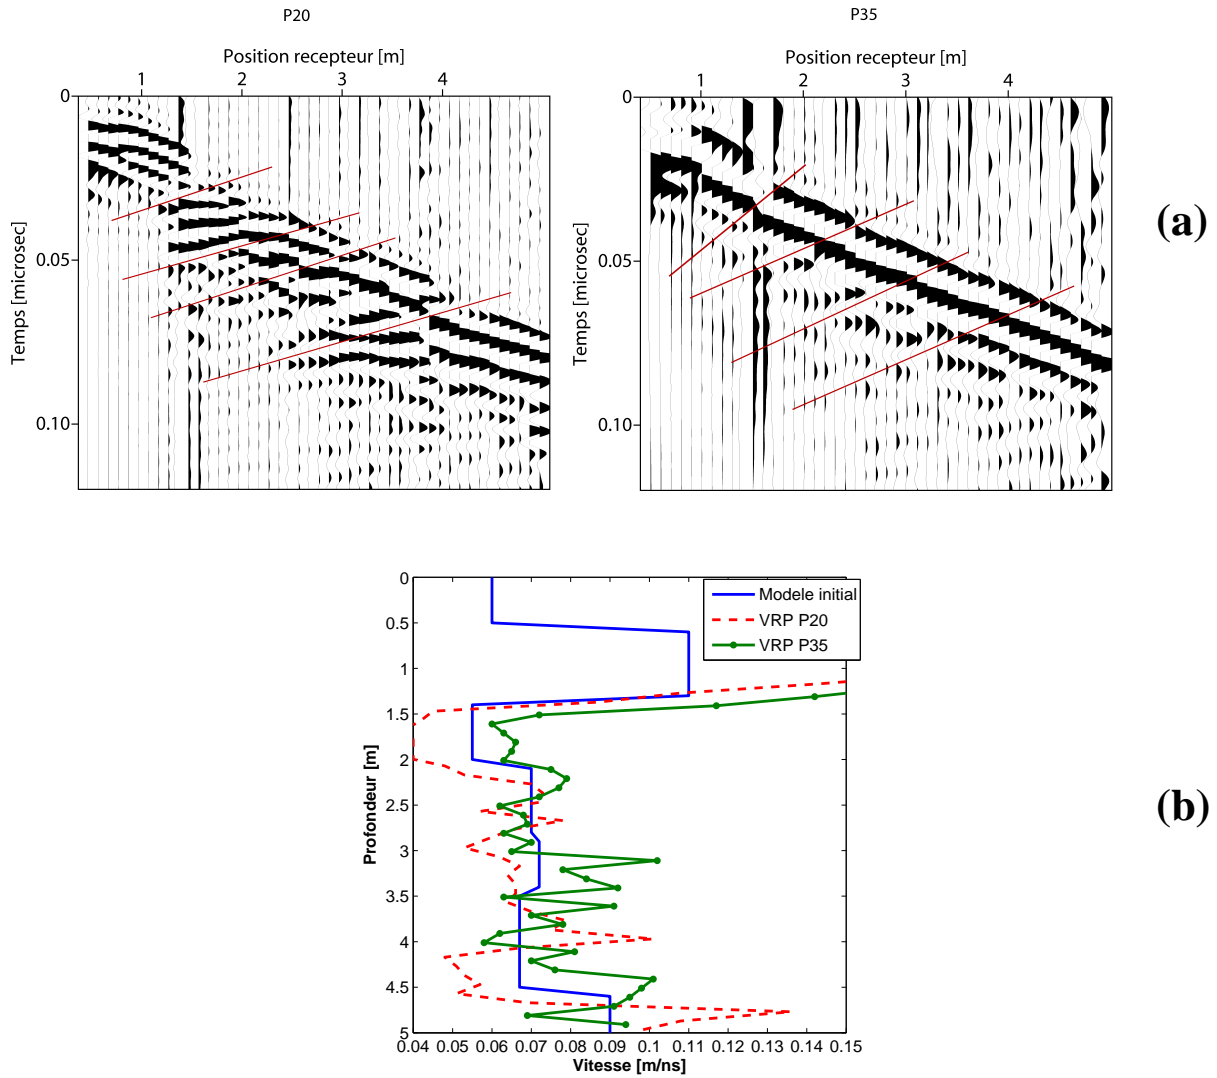 P20
P35
Position recepteur [m]
Position recepteur [m]
1 2 3 4
1 2 3 4
0
0.05
0.10
Temps [microsec]
0
0.05
0.10
Temps [microsec]
(a)
Modele initial
VRP P20
VRP P35
0
0.5
1
1.5
2
2.5
3
3.5
4
4.5
5
Profondeur [m]
0.04 0.05 0.06 0.07 0.08 0.09 0.1 0.11 0.12 0.13 0.14 0.15
Vitesse [m/ns]
(b)